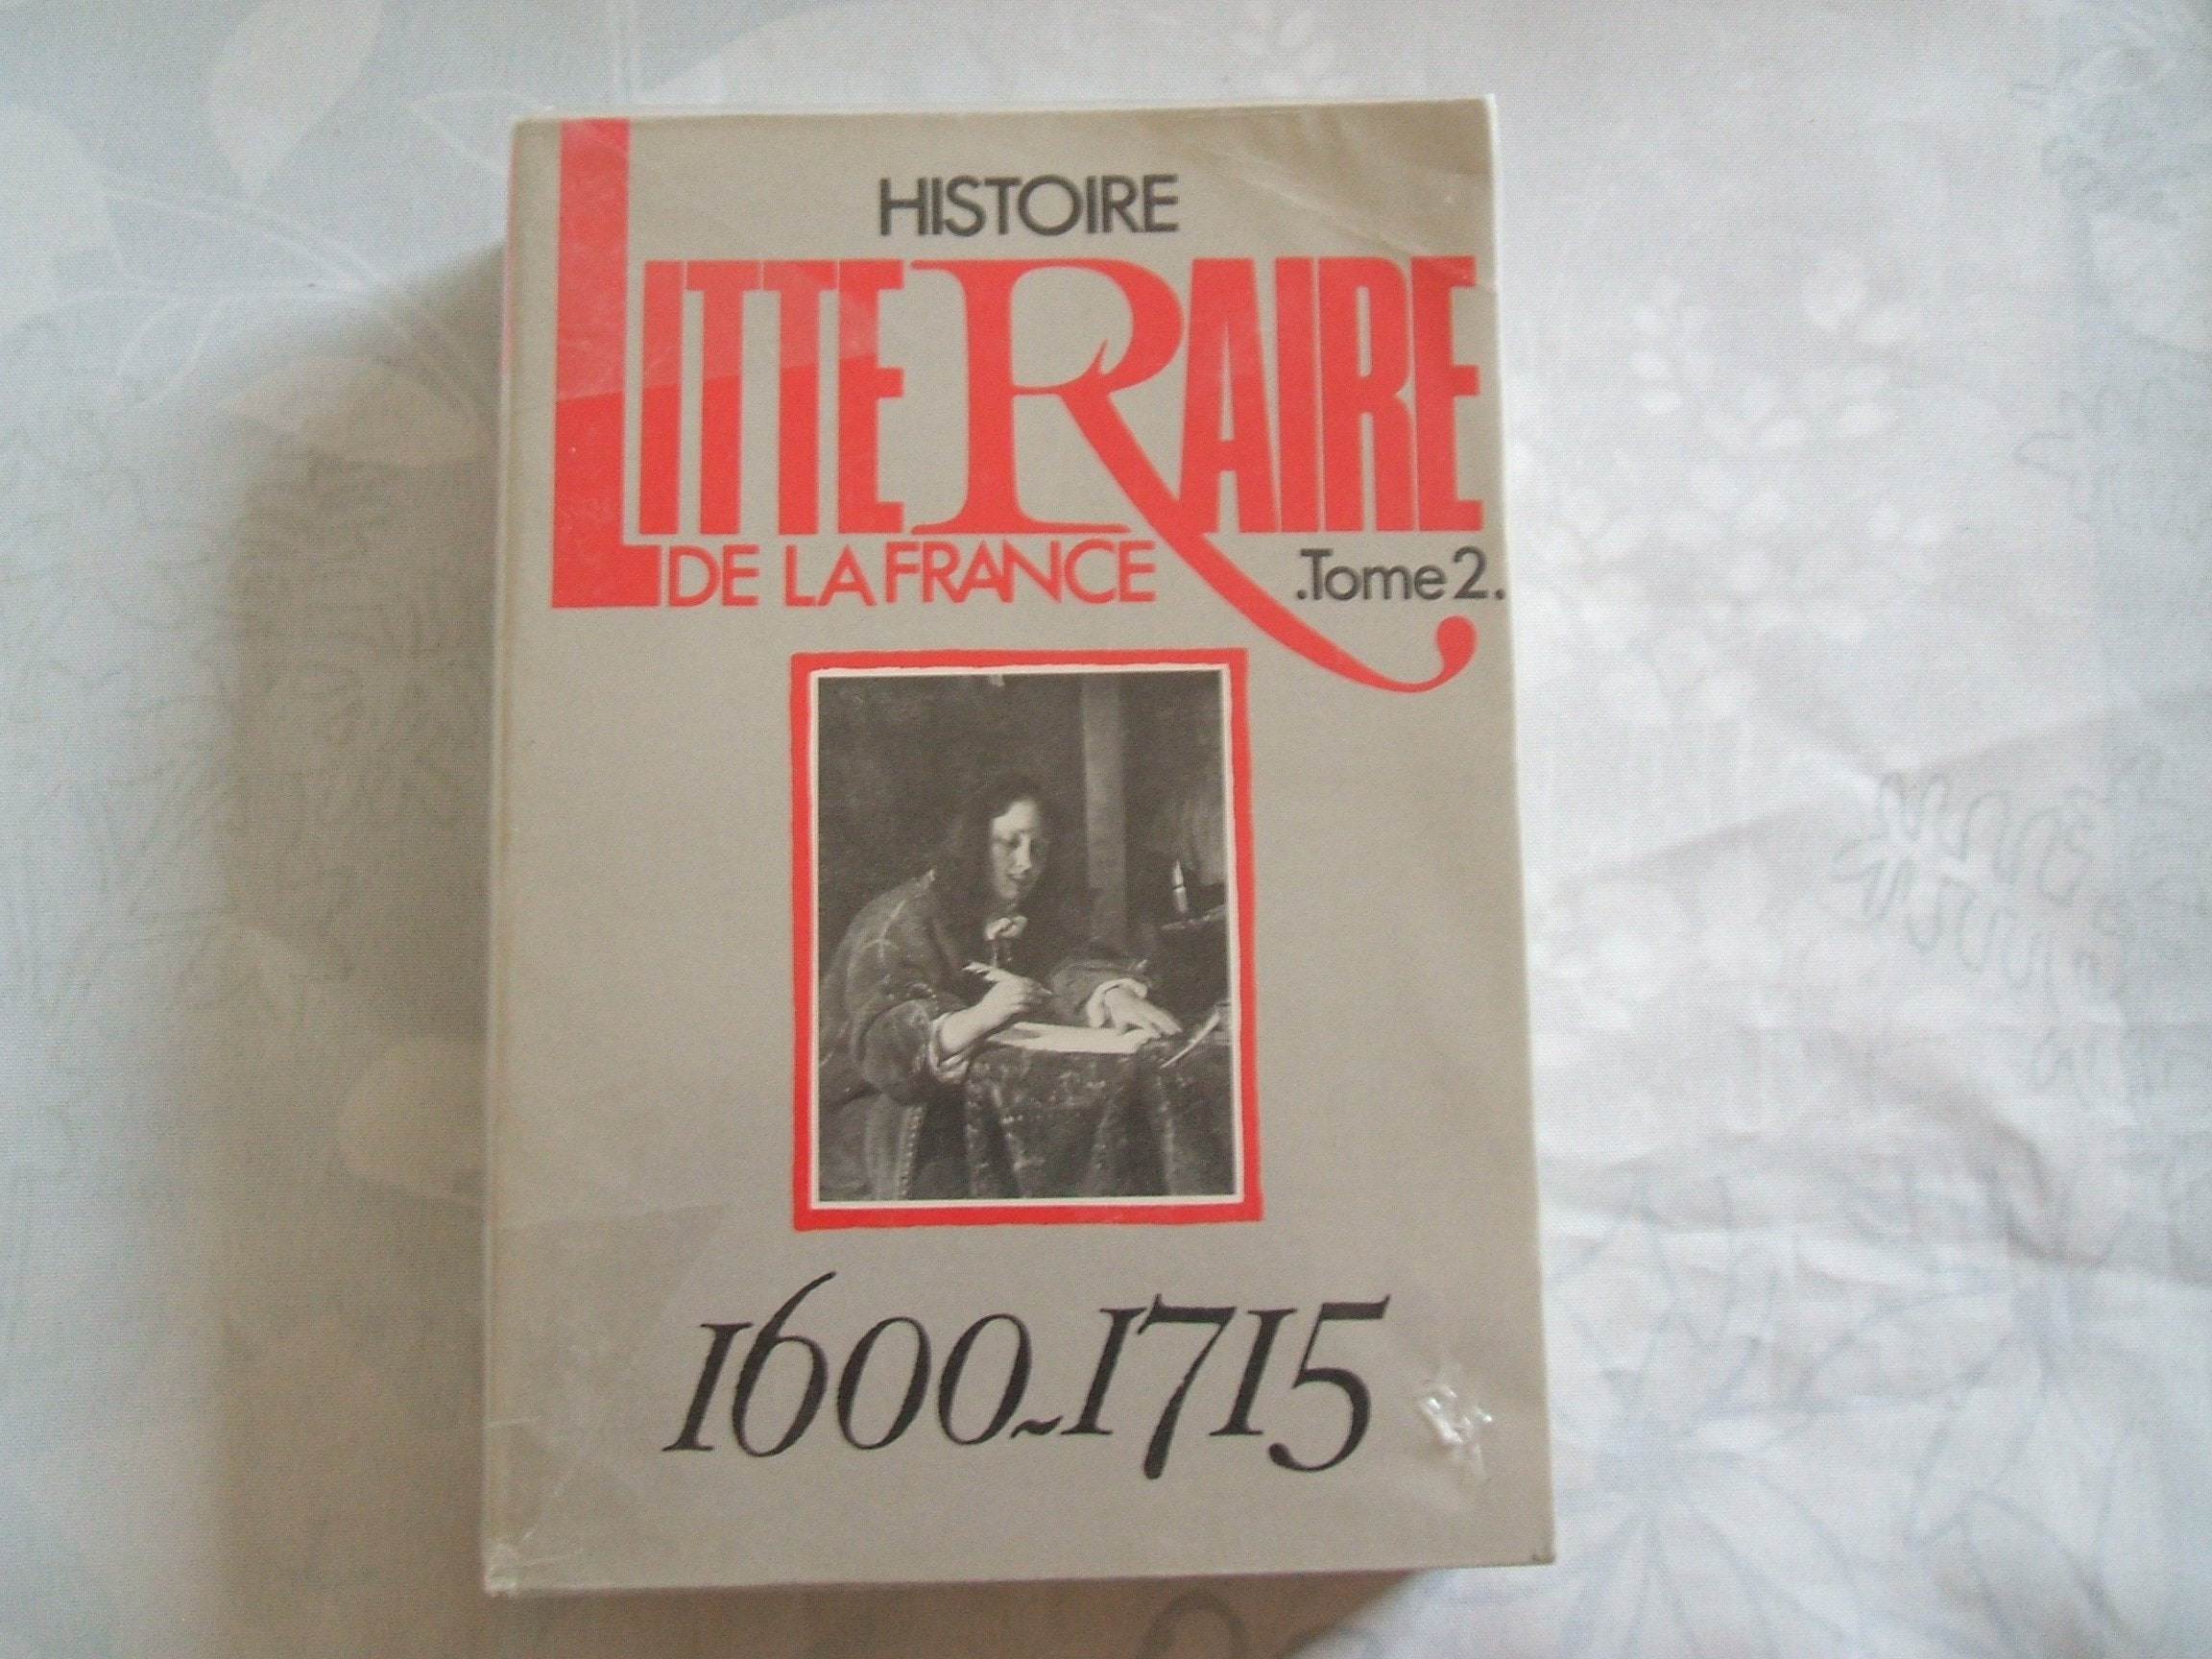 HISTOIRE
LITTERAIRE
DE LA FRANCE .Tome 2.
1600~1715